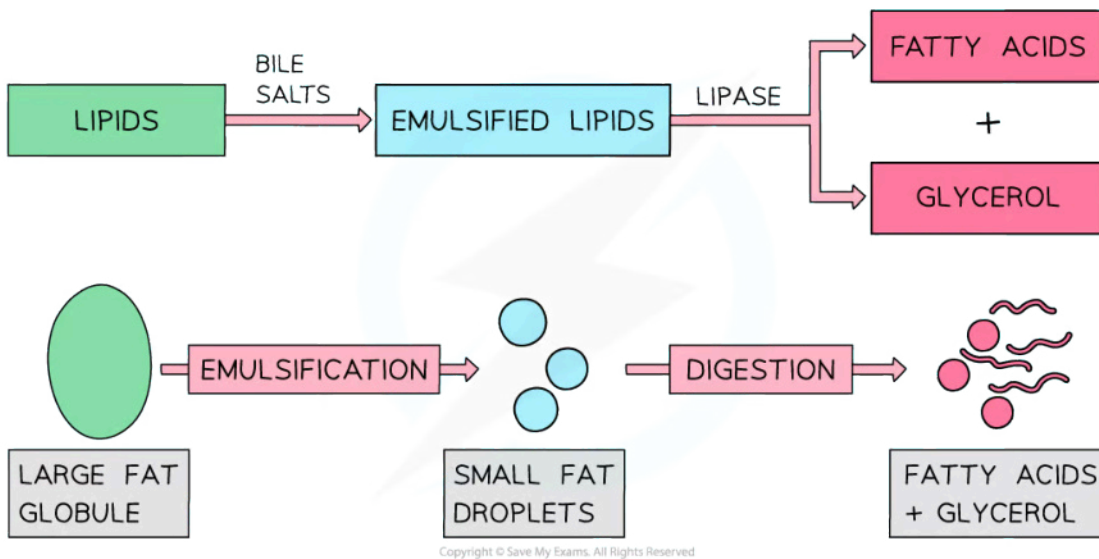 BILE
SALTS
LIPIDS
EMULSIFIED LIPIDS
LIPASE
FATTY ACIDS
+
GLYCEROL
EMULSIFICATION
DIGESTION
LARGE FAT
GLOBULE
SMALL FAT
DROPLETS
FATTY ACIDS
+ GLYCEROL
Copyright © Save My Exams. All Rights Reserved